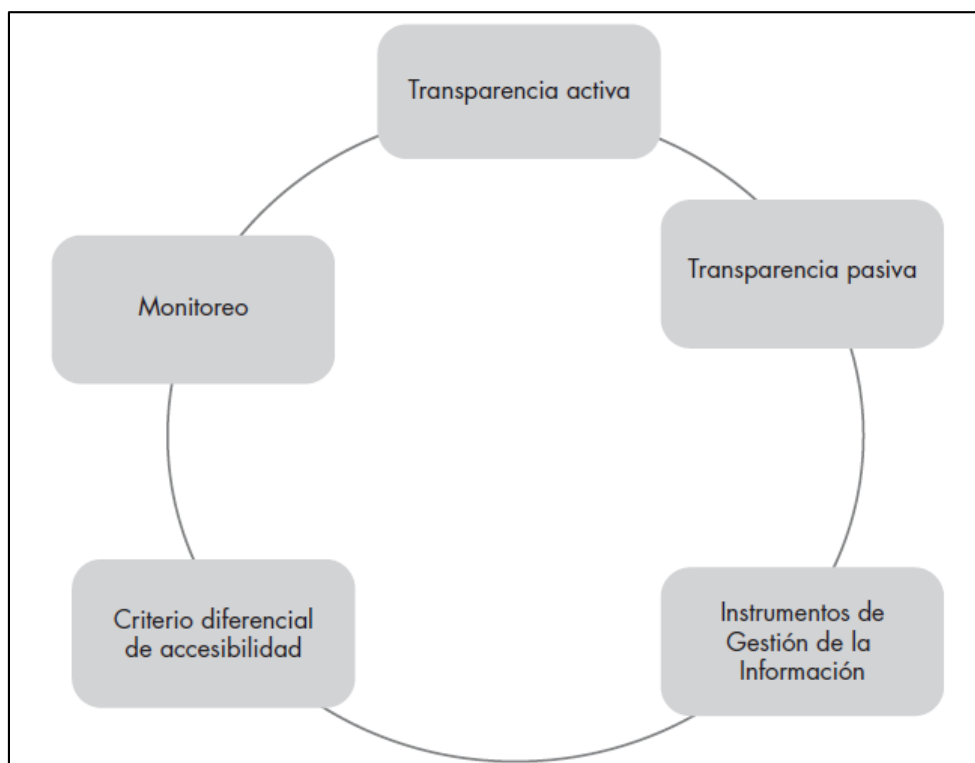 Transparencia activa
Transparencia pasiva
Instrumentos de
Gestión de la
Información
Criterio diferencial
de accesibilidad
Monitoreo